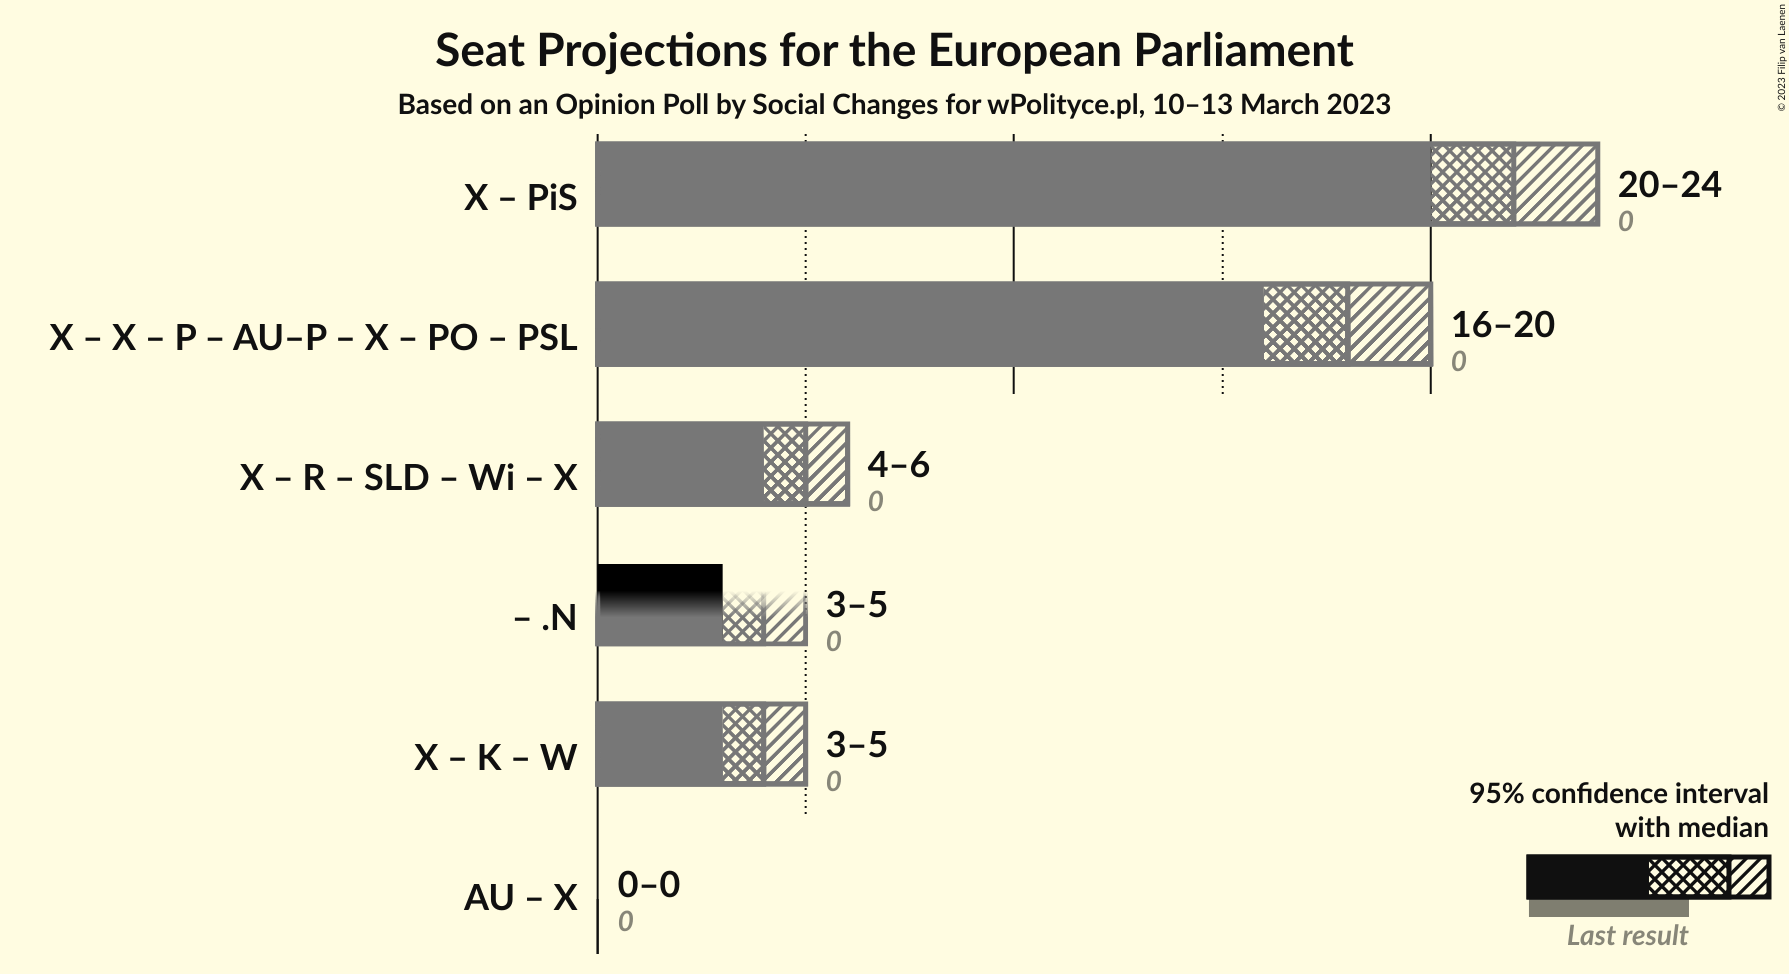 Seat Projections for the European Parliament
Based on an Opinion Poll by Social Changes for wPolityce.pl, 10–13 March 2023
© 2023 Filip van Laenen
X – PiS
20–24
0
X – X – P – AU–P – X – PO – PSL
16–20
0
X – R – SLD – Wi – X
4–6
0
– .N
3–5
0
X – K – W
3–5
0
AU – X
0–0
0
95% confidence interval
with median
Last result